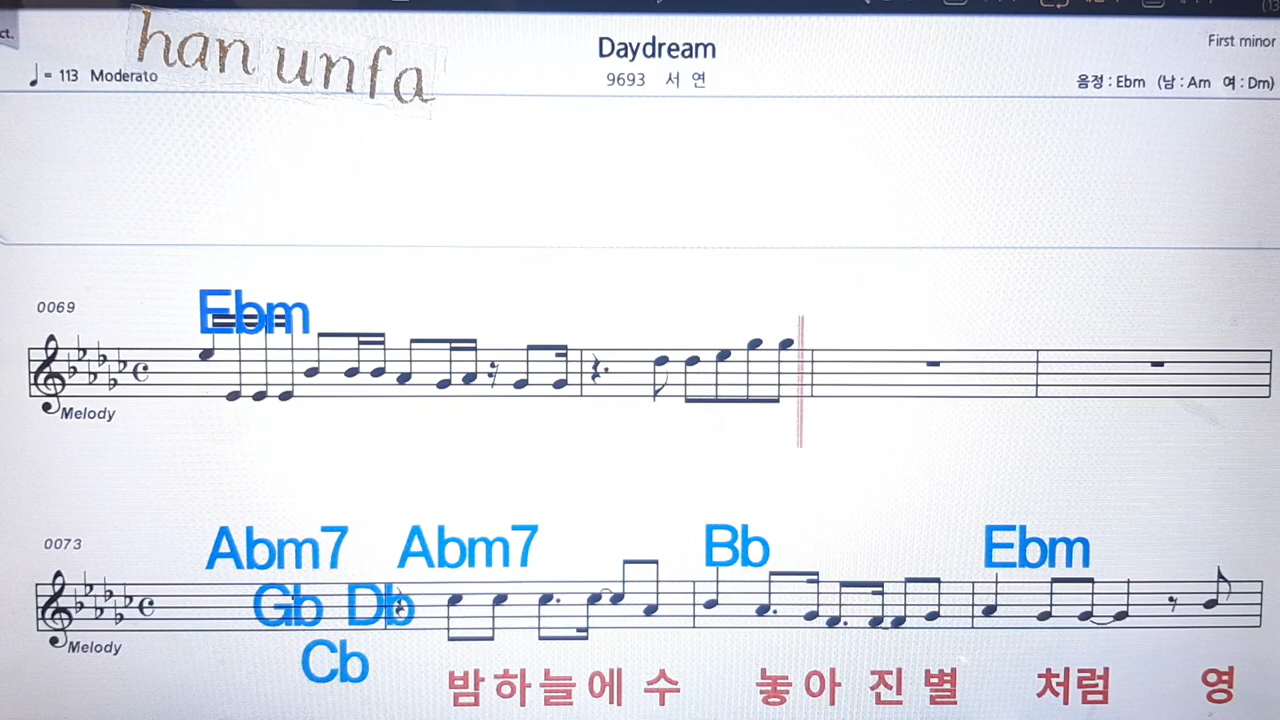 ct.
han unfa
Daydream
First minor
♩= 113 Moderato
9693 서 연
음정 : Ebm (남 : Am 여 : Dm)
0069
Ebm
Melody
0073
Abm7 Abm7 Bb Ebm
Gb Db
Cb
Melody
밤 하 늘 에 수 놓 아 진 별 처럼 영